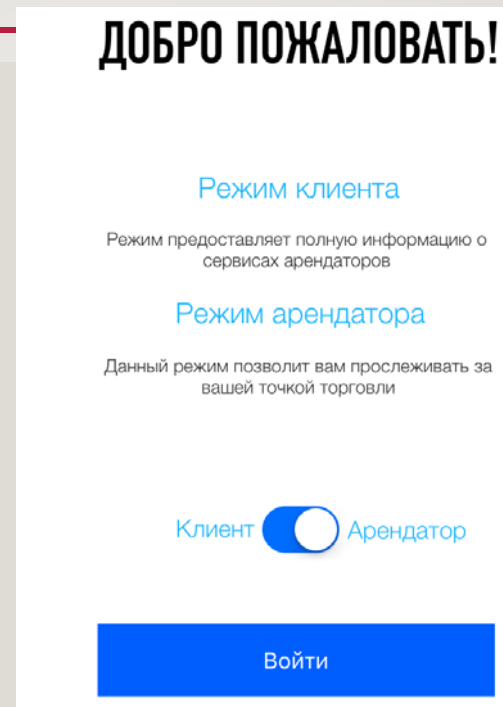 ДОБРО ПОЖАЛОВАТЬ!
Режим клиента
Режим предоставляет полную информацию о
сервисах арендаторов
Режим арендатора
Данный режим позволит вам прослеживать за
вашей точкой торговли
Клиент Арендатор
Войти